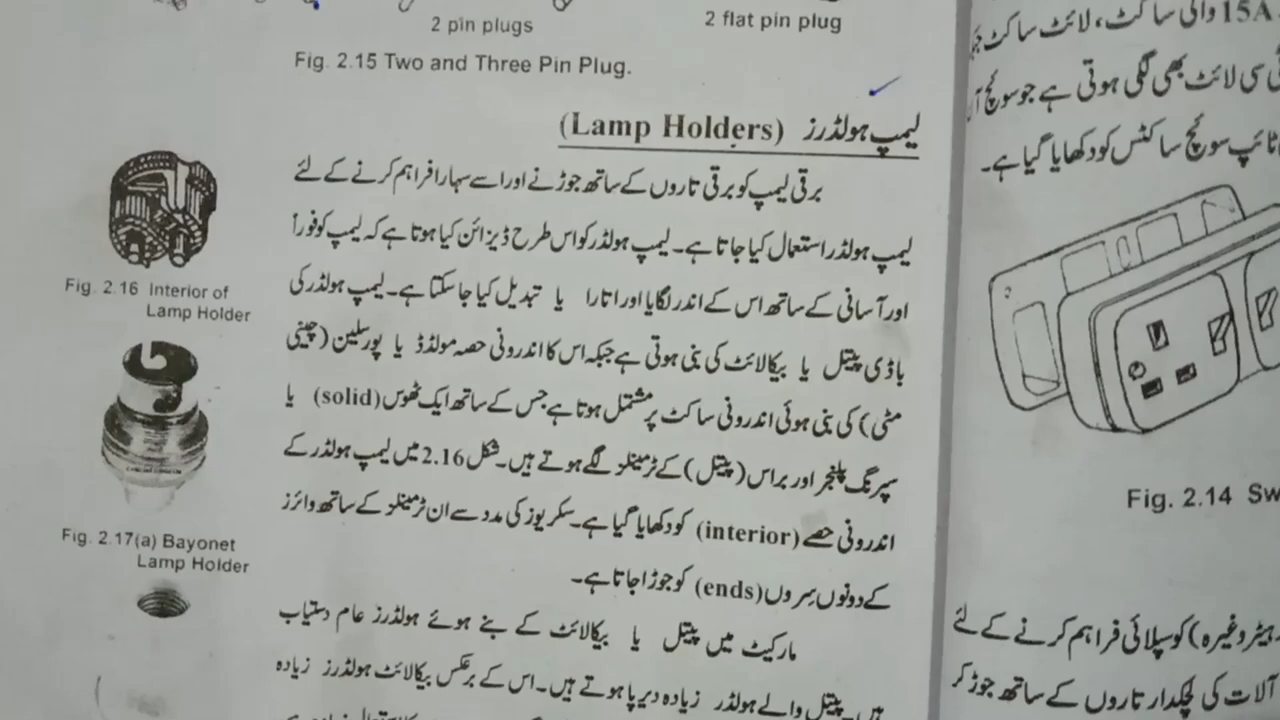 2 pin plugs
2 flat pin plug
Fig. 2.15 Two and Three Pin Plug.
لیمپ ہولڈرز (Lamp Holders)
برقی لیمپ کو برقی تاروں کے ساتھ جوڑنے اور اسے سہارا فراہم کرنے کے لئے
لیمپ ہولڈر استعمال کیا جاتا ہے۔ لیمپ ہولڈر کو اس طرح ڈیزائن کیا ہوتا ہے کہ لیمپ کو فوراً
اور آسانی کے ساتھ اس کے اندر لگایا اور اتارا یا تبدیل کیا جا سکتا ہے۔ لیمپ ہولڈر کی
باڈی پیتل یا بیکالائٹ کی بنی ہوتی ہے جبکہ اس کا اندرونی حصہ مولڈڈ یا پورسلین (چینی
مٹی) کی بنی ہوئی اندرونی ساکٹ پر مشتمل ہوتا ہے جس کے ساتھ ایک ٹھوس (solid) یا
سپرنگ پلنجر اور براس (پیتل) کے ٹرمینلز لگے ہوتے ہیں۔ شکل 2.16 میں لیمپ ہولڈر کے
اندرونی حصے (interior) کو دکھایا گیا ہے۔ سکریوز کی مدد سے ان ٹرمینلز کے ساتھ وائرز
کے دونوں سِروں (ends) کو جوڑا جاتا ہے۔
مارکیٹ میں پیتل یا بیکالائٹ کے بنے ہوئے ہولڈرز عام دستیاب
ہیں۔ پیتل والے ہولڈر زیادہ دیرپا ہوتے ہیں۔ اس کے برعکس بیکالائٹ ہولڈرز زیادہ
Fig. 2.16 Interior of
Lamp Holder
Fig. 2.17(a) Bayonet
Lamp Holder
15A والی ساکٹ، لائٹ ساکٹ
سی لائٹ بھی لگی ہوتی ہے جو سوئچ
ٹائپ سوئچ ساکٹس کو دکھایا گیا ہے۔
Fig. 2.14 Sw
ہیٹر وغیرہ) کو سپلائی فراہم کرنے کے لئے
آلات کی لچکدار تاروں کے ساتھ جوڑ کر